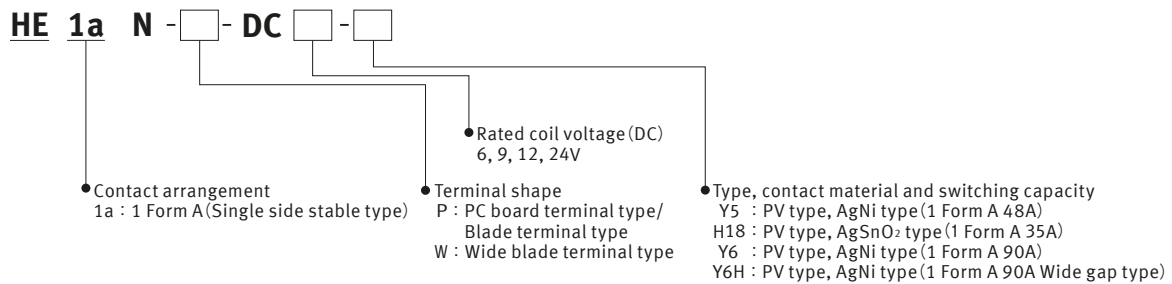 HE 1a N - - DC -
Rated coil voltage(DC)
6, 9, 12, 24V
Contact arrangement
1a : 1 Form A(Single side stable type)
Terminal shape
P : PC board terminal type/
Blade terminal type
W : Wide blade terminal type
Type, contact material and switching capacity
Y5 : PV type, AgNi type(1 Form A 48A)
H18 : PV type, AgSnO₂ type(1 Form A 35A)
Y6 : PV type, AgNi type(1 Form A 90A)
Y6H : PV type, AgNi type(1 Form A 90A Wide gap type)